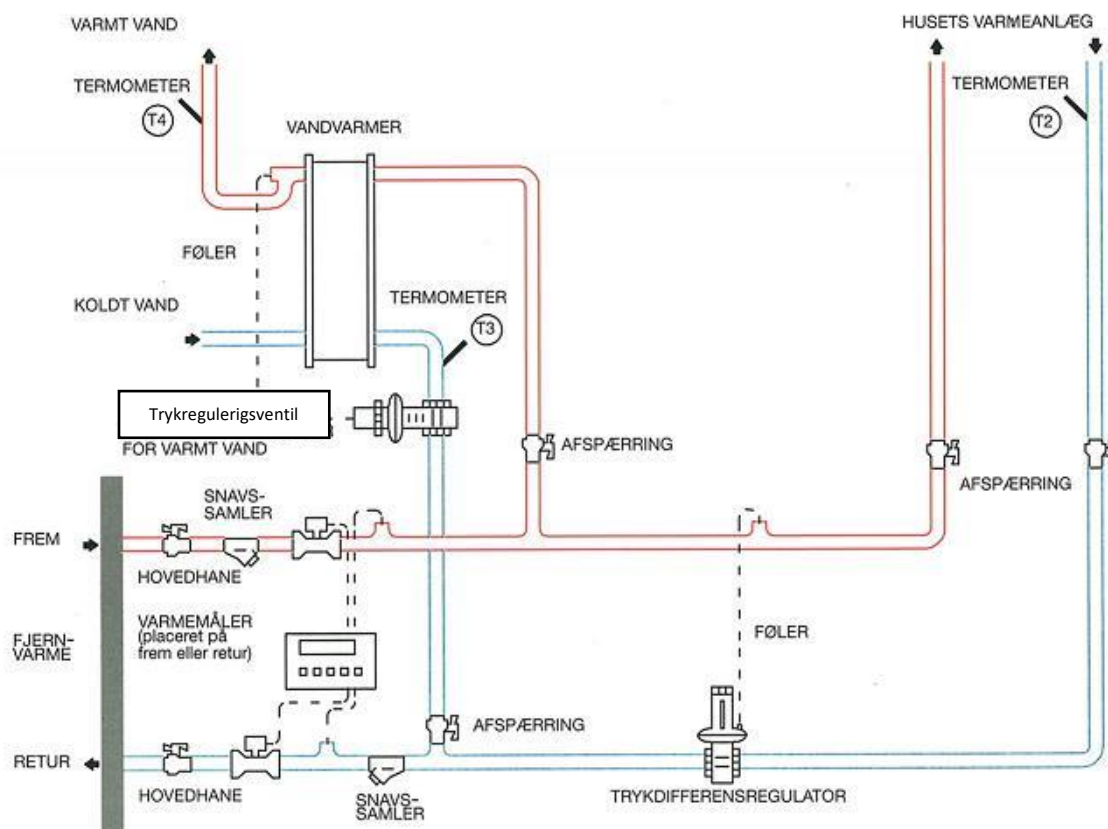 VARMT VAND
HUSETS VARMEANLÆG
TERMOMETER
T4
VANDVARMER
TERMOMETER
T2
FØLER
KOLDT VAND
TERMOMETER
T3
Trykregulerigsventil
FOR VARMT VAND
AFSPÆRRING
AFSPÆRRING
SNAVS-
SAMLER
FREM
HOVEDHANE
VARMEMÅLER
(placeret på
frem eller retur)
FJERN-
VARME
FØLER
AFSPÆRRING
RETUR
HOVEDHANE
SNAVS-
SAMLER
TRYKDIFFERENSREGULATOR